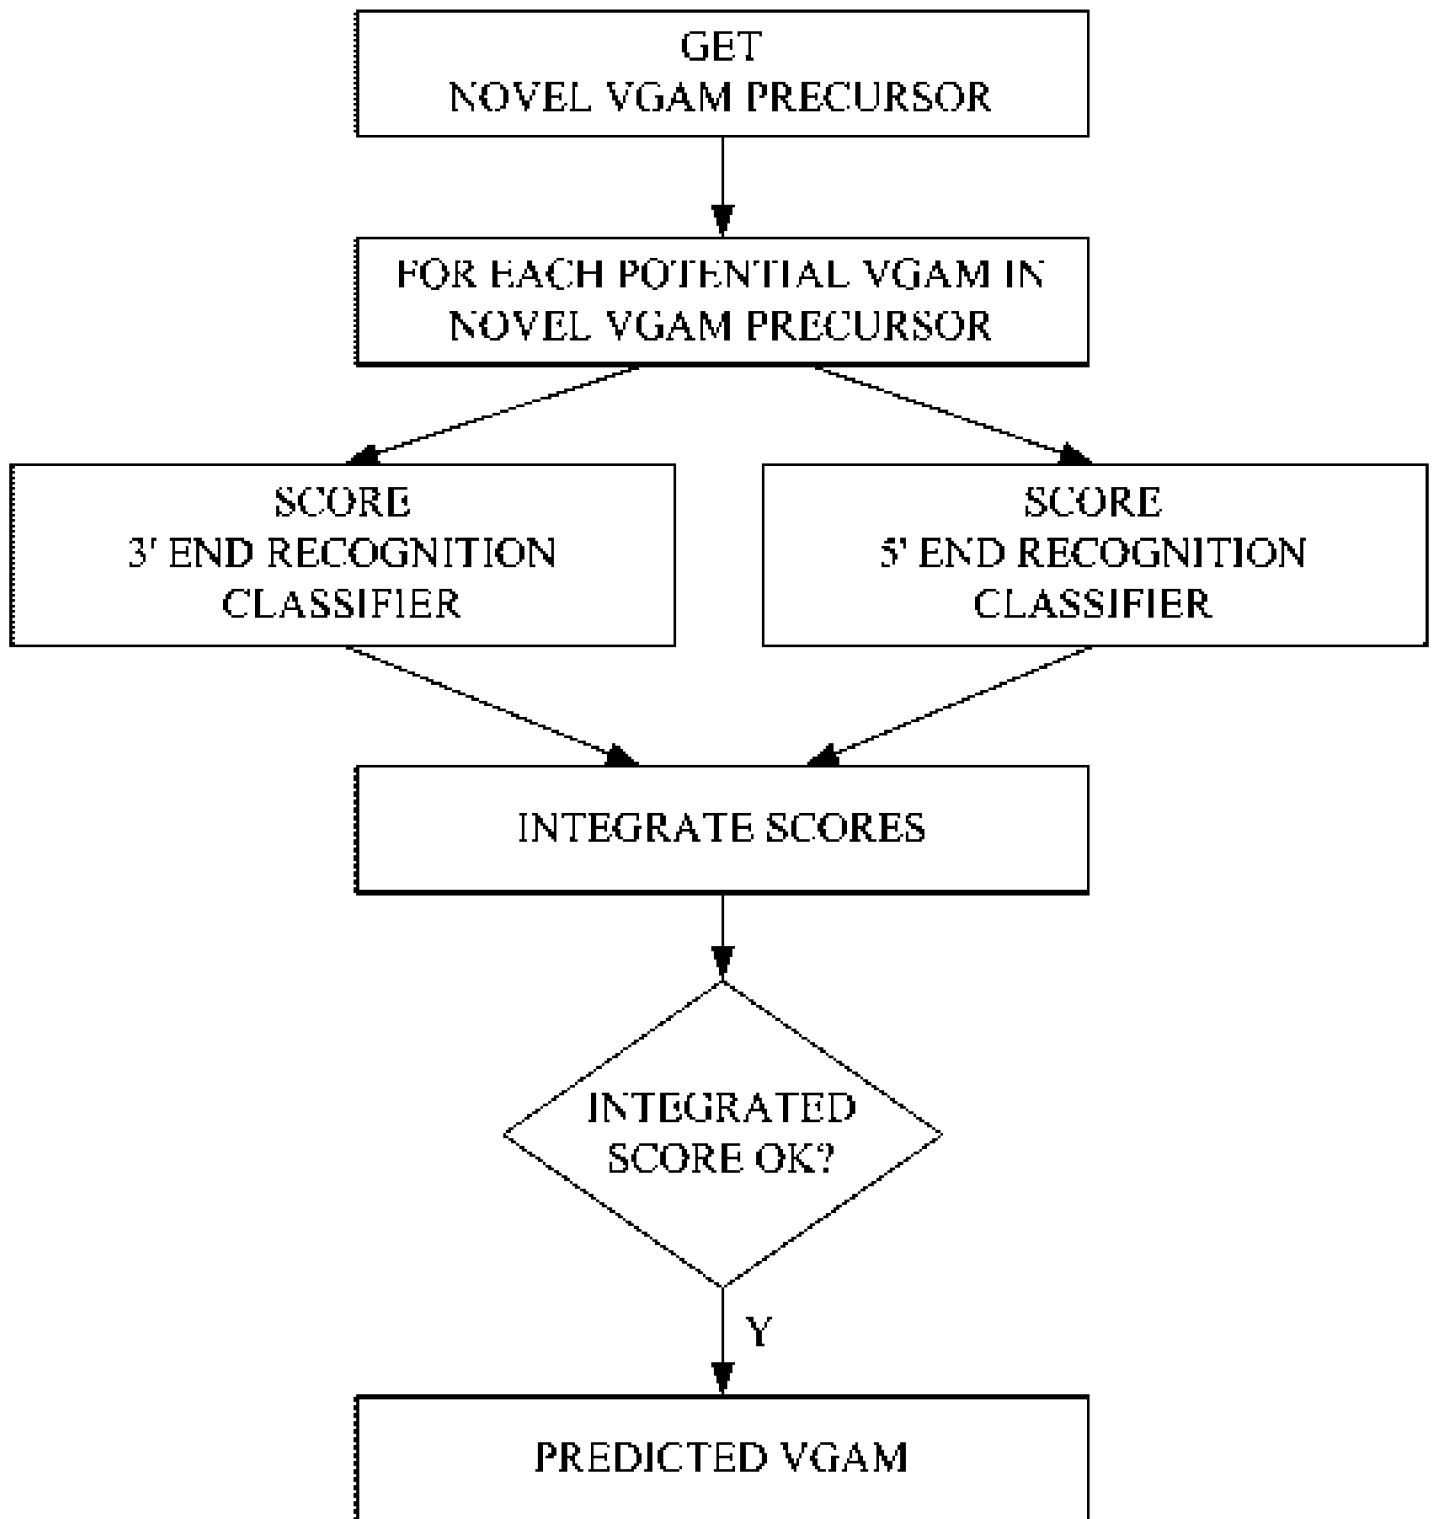 GET
NOVEL VGAM PRECURSOR
FOR EACH POTENTIAL VGAM IN
NOVEL VGAM PRECURSOR
SCORE
3' END RECOGNITION
CLASSIFIER
SCORE
5' END RECOGNITION
CLASSIFIER
INTEGRATE SCORES
INTEGRATED
SCORE OK?
Y
PREDICTED VGAM